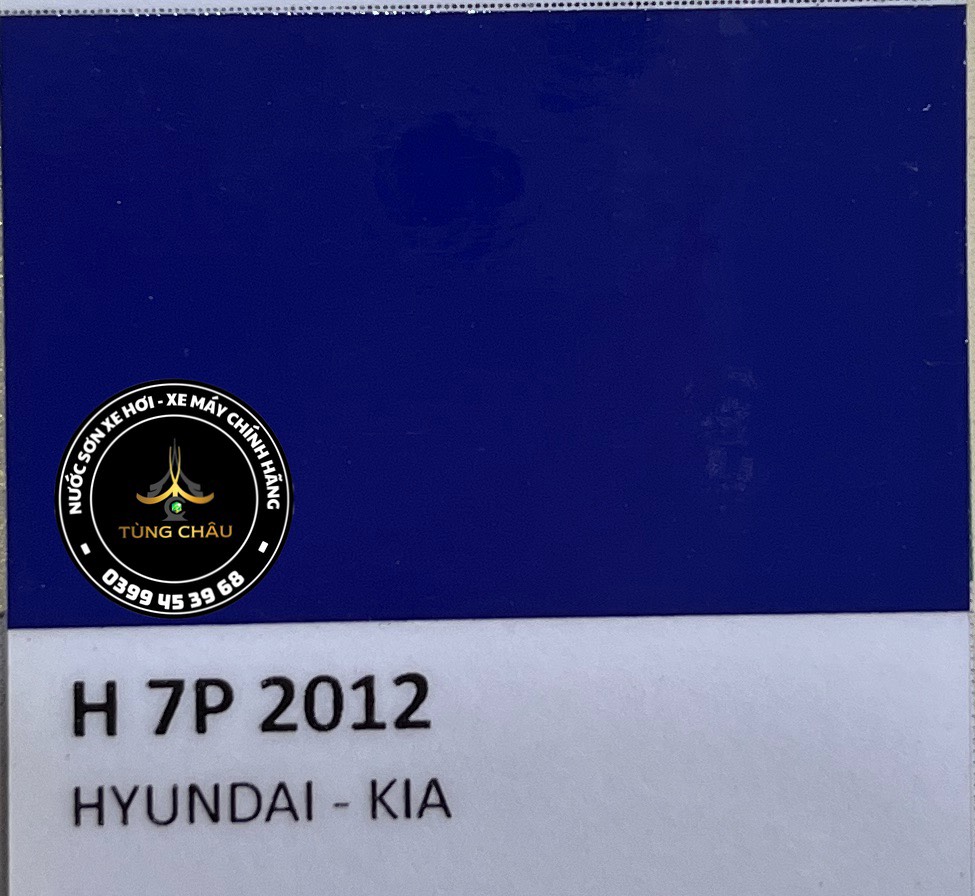 NƯỚC SƠN XE HƠI - XE MÁY CHÍNH HÃNG
TÙNG CHÂU
0399 45 39 68
H 7P 2012
HYUNDAI - KIA